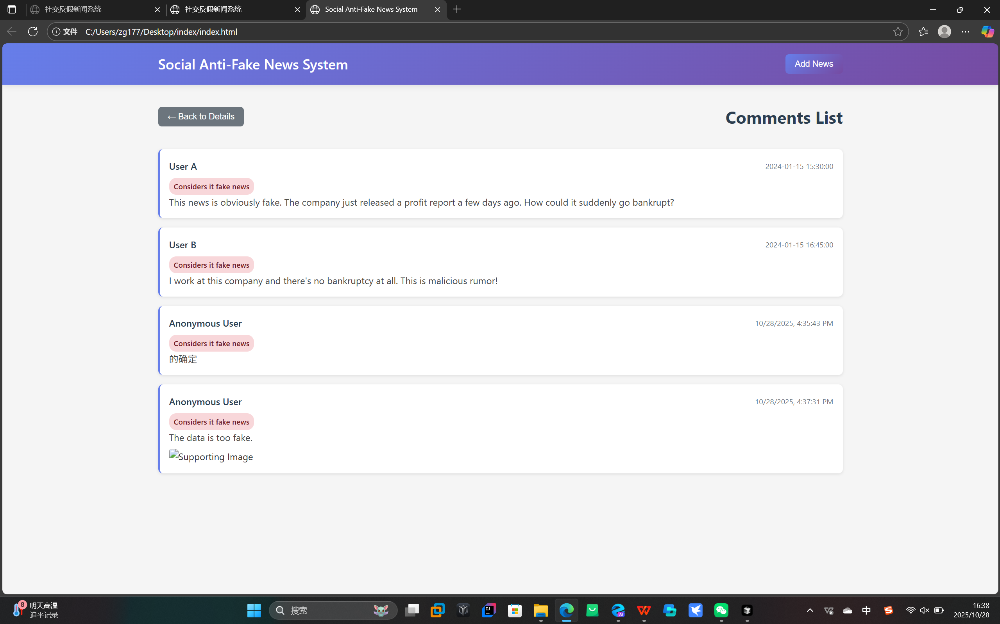 社交反假新闻系统
社交反假新闻系统
Social Anti-Fake News System
文件 C:/Users/zg177/Desktop/index/index.html
Social Anti-Fake News System
Add News
← Back to Details
Comments List
User A
2024-01-15 15:30:00
Considers it fake news
This news is obviously fake. The company just released a profit report a few days ago. How could it suddenly go bankrupt?
User B
2024-01-15 16:45:00
Considers it fake news
I work at this company and there's no bankruptcy at all. This is malicious rumor!
Anonymous User
10/28/2025, 4:35:43 PM
Considers it fake news
的确定
Anonymous User
10/28/2025, 4:37:31 PM
Considers it fake news
The data is too fake.
Supporting Image
8
明天高温
追平记录
搜索
IJ
AI
中
16:38
2025/10/28